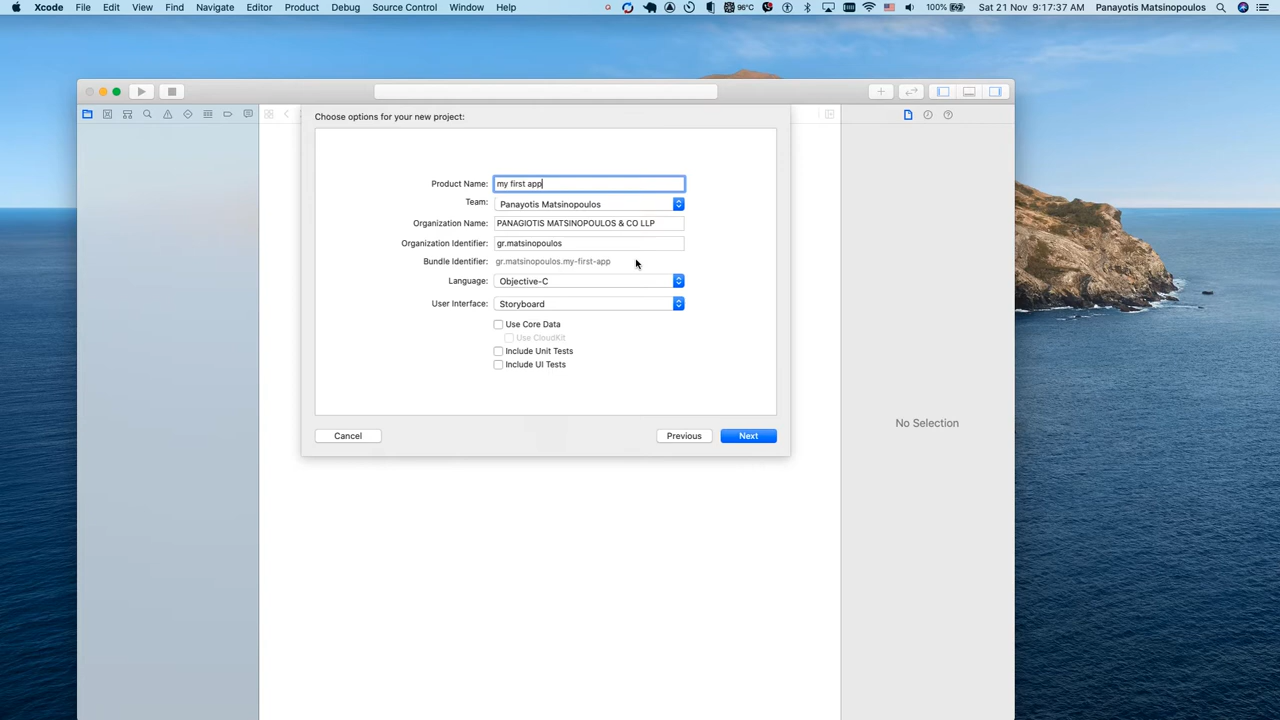 Xcode File Edit View Find Navigate Editor Product Debug Source Control Window Help 96°C 100% Sat 21 Nov 9:17:37 AM Panayotis Matsinopoulos
Choose options for your new project:
Product Name: my first app
Team: Panayotis Matsinopoulos
Organization Name: PANAGIOTIS MATSINOPOULOS & CO LLP
Organization Identifier: gr.matsinopoulos
Bundle Identifier: gr.matsinopoulos.my-first-app
Language: Objective-C
User Interface: Storyboard
Use Core Data
Use CloudKit
Include Unit Tests
Include UI Tests
No Selection
Cancel Previous Next